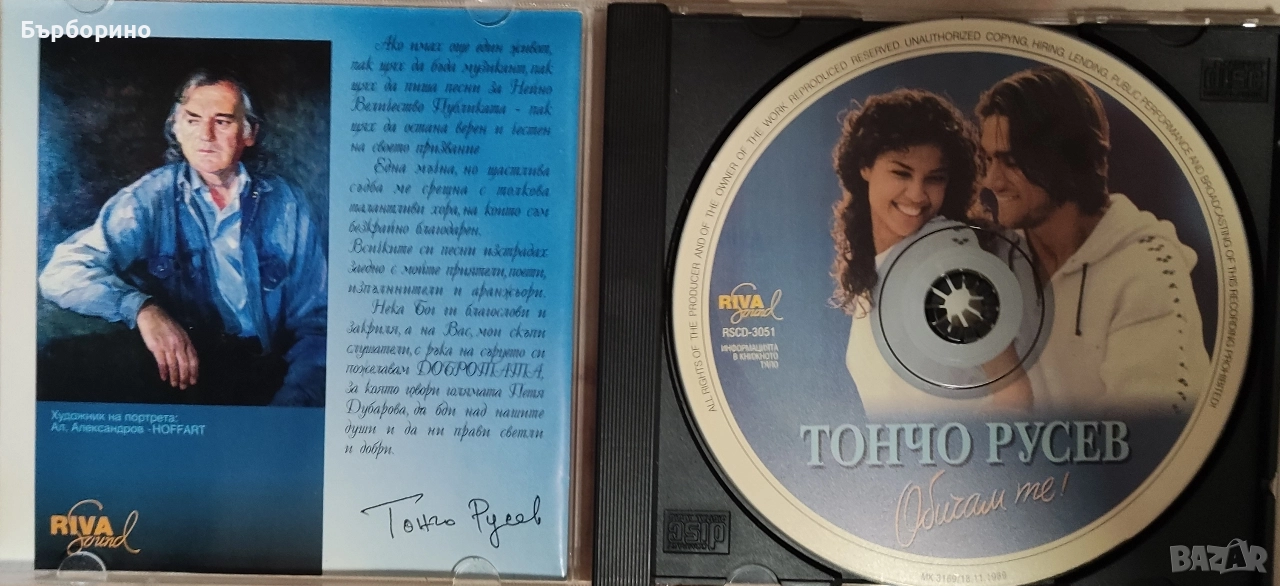 Бърборино
Ако имах още един живот,
пак щях да бъда музикант, пак
щях да пиша песни за Нейно
Величество Публиката - пак
щях да остана верен и честен
на своето призвание
Една мъчна, но щастлива
съдба ме срещна с толкова
талантливи хора, на които съм
безкрайно благодарен.
Всичките си песни изстрадах
заедно с моите приятели, поети,
изпълнители и аранжьори.
Нека Бог ги благослови и
закриля, а на Вас, мои скъпи
слушатели, с ръка на сърцето си
пожелавам ДОБРОТАТА,
за която говори голямата Петя
Дубарова, да бди над нашите
души и да ни прави светли
и добри.
Тончо Русев
Художник на портрета:
Ал. Александров -HOFFART
RIVA
Sound
ALL RIGHTS OF THE PRODUCER AND OF THE OWNER OF THE WORK REPRODUCED RESERVED UNAUTHORIZED COPYNG, HIRING, LENDING, PUBLIC PERFORMANCE AND BROADCASTING OF THIS RECORDING PROHIBITED!
RIVA
Sound
RSCD-3051
ИНФОРМАЦИЯТА
В КНИЖНОТО
ТЯЛО
ТОНЧО РУСЕВ
Обичам те!
MK 3189/18.11.1999
BAZAR